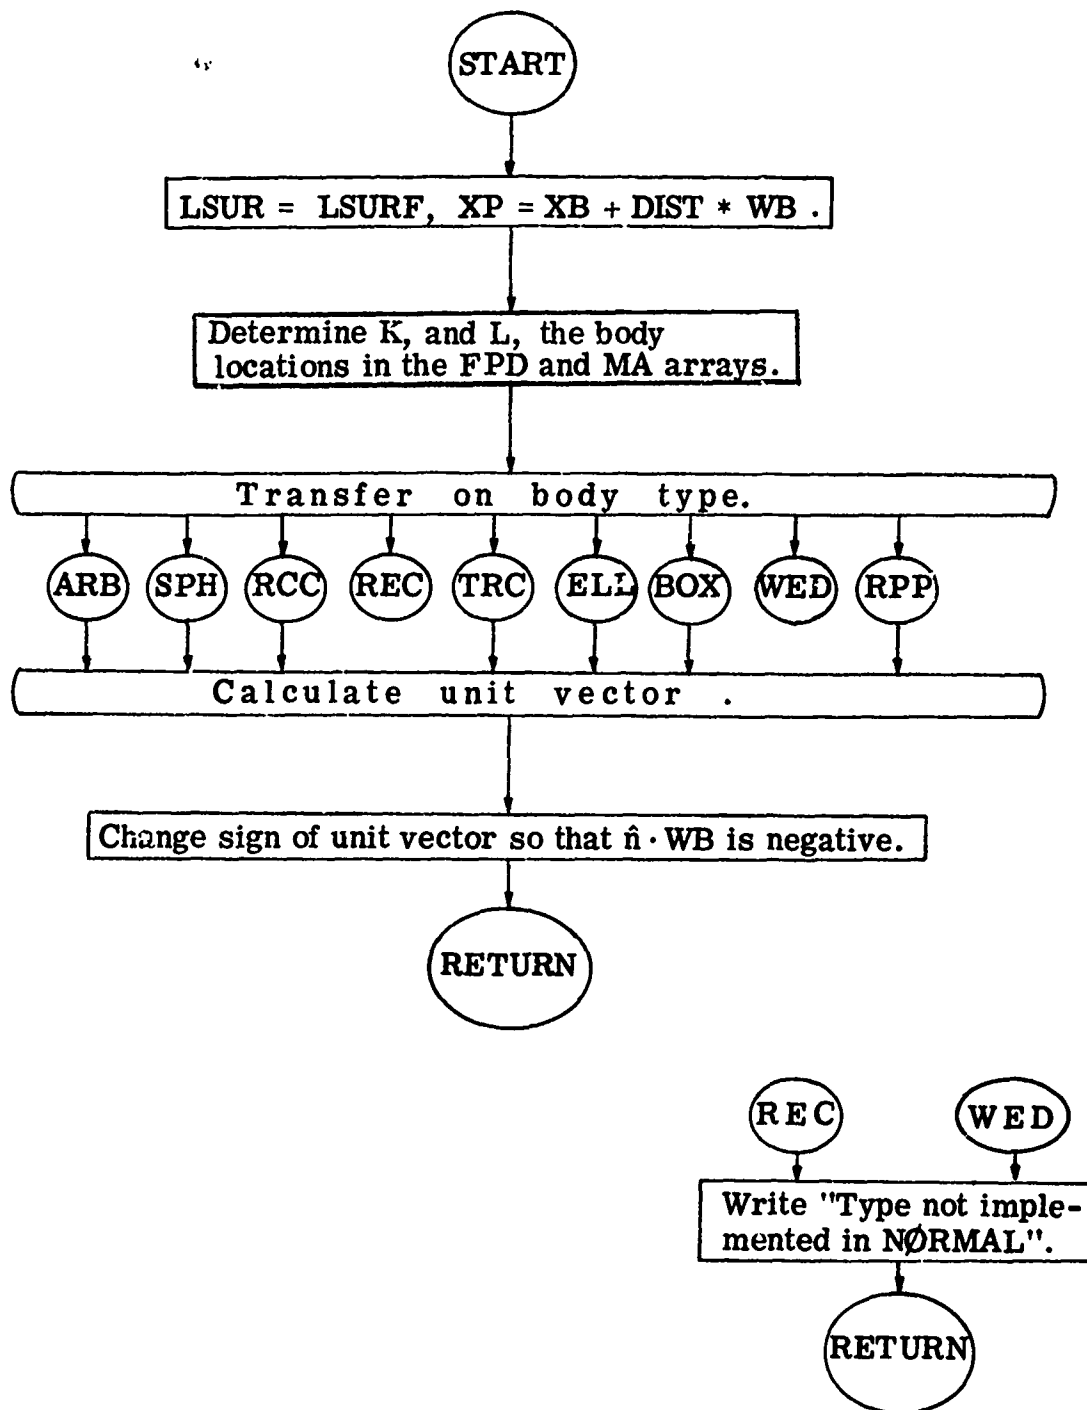 START
LSUR = LSURF, XP = XB + DIST * WB .
Determine K, and L, the body
locations in the FPD and MA arrays.
Transfer on body type.
ARB SPH RCC REC TRC ELL BOX WED RPP
Calculate unit vector .
Change sign of unit vector so that n̂ · WB is negative.
RETURN
REC WED
Write "Type not imple-
mented in NØRMAL".
RETURN